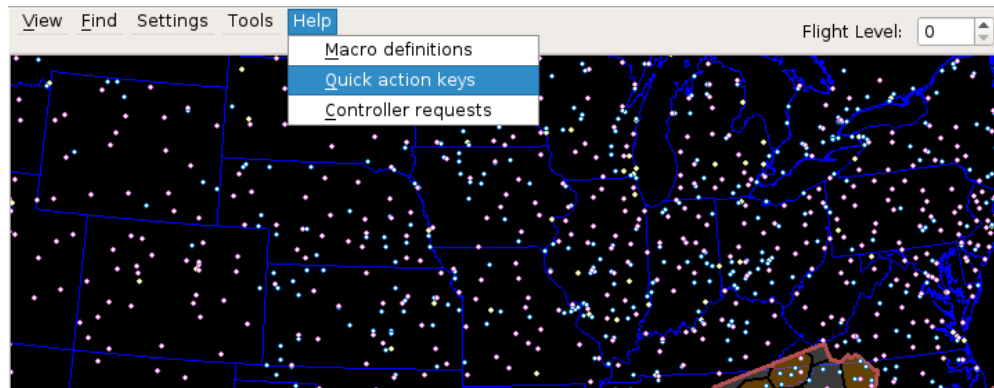 View Find Settings Tools Help
Flight Level: 0
Macro definitions
Quick action keys
Controller requests